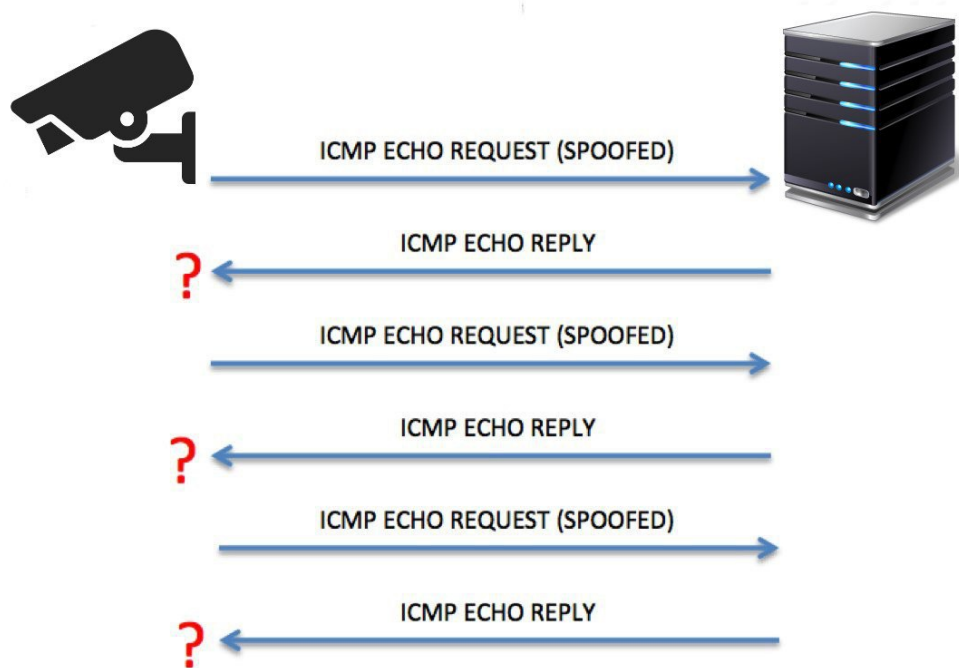 ICMP ECHO REQUEST (SPOOFED)
ICMP ECHO REPLY
?
ICMP ECHO REQUEST (SPOOFED)
ICMP ECHO REPLY
?
ICMP ECHO REQUEST (SPOOFED)
ICMP ECHO REPLY
?